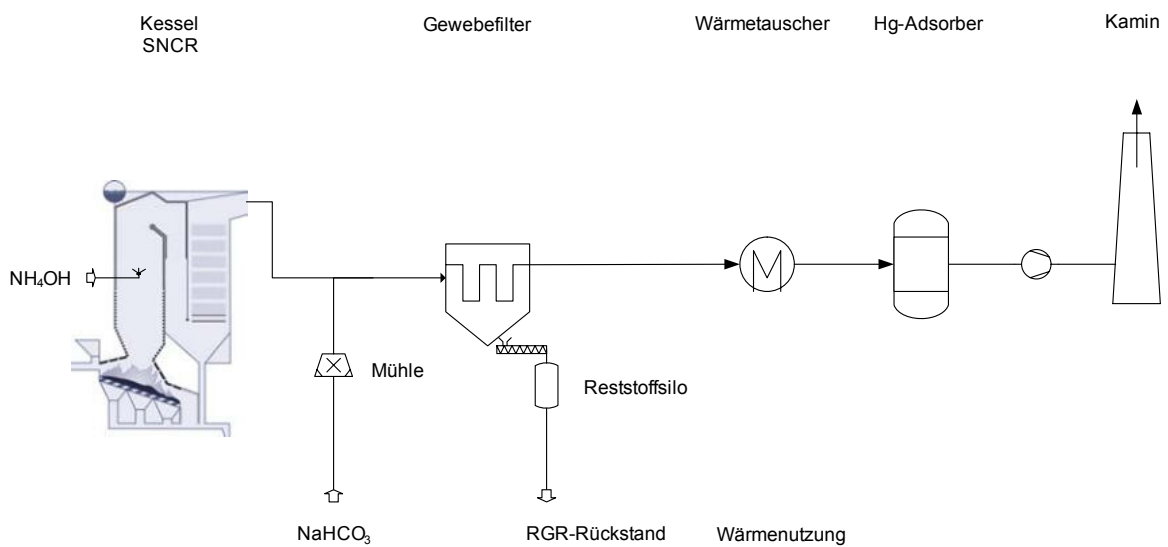 Kessel
SNCR
Gewebefilter
Wärmetauscher
Hg-Adsorber
Kamin
NH₄OH
Mühle
Reststoffsilo
NaHCO₃
RGR-Rückstand
Wärmenutzung